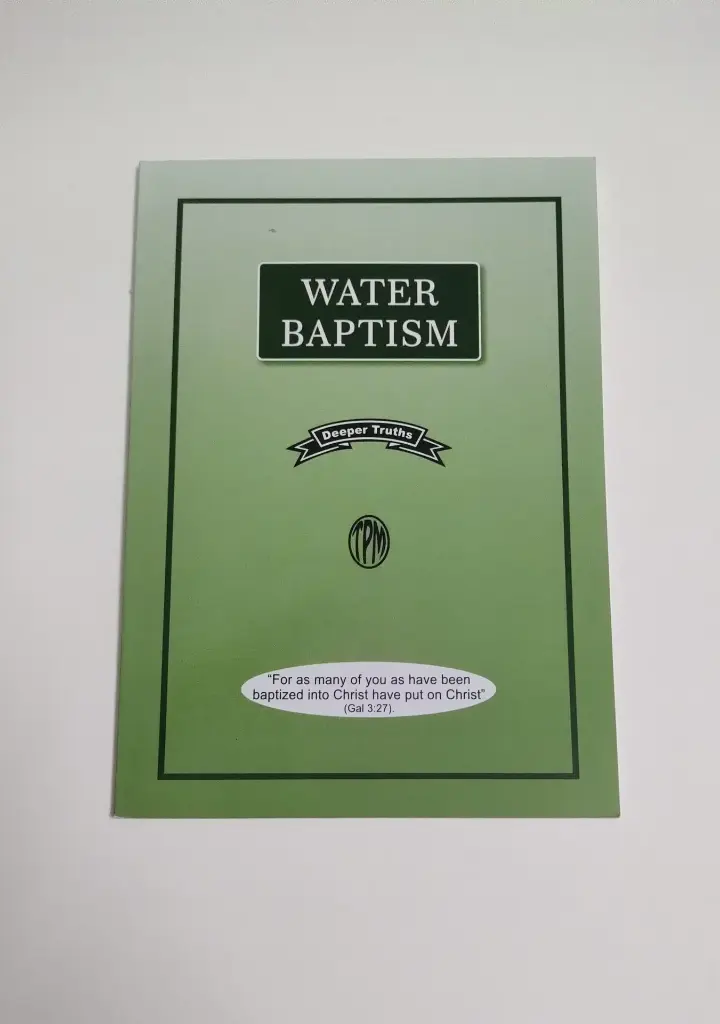 WATER
BAPTISM
Deeper Truths
TPM
“For as many of you as have been
baptized into Christ have put on Christ”
(Gal 3:27).